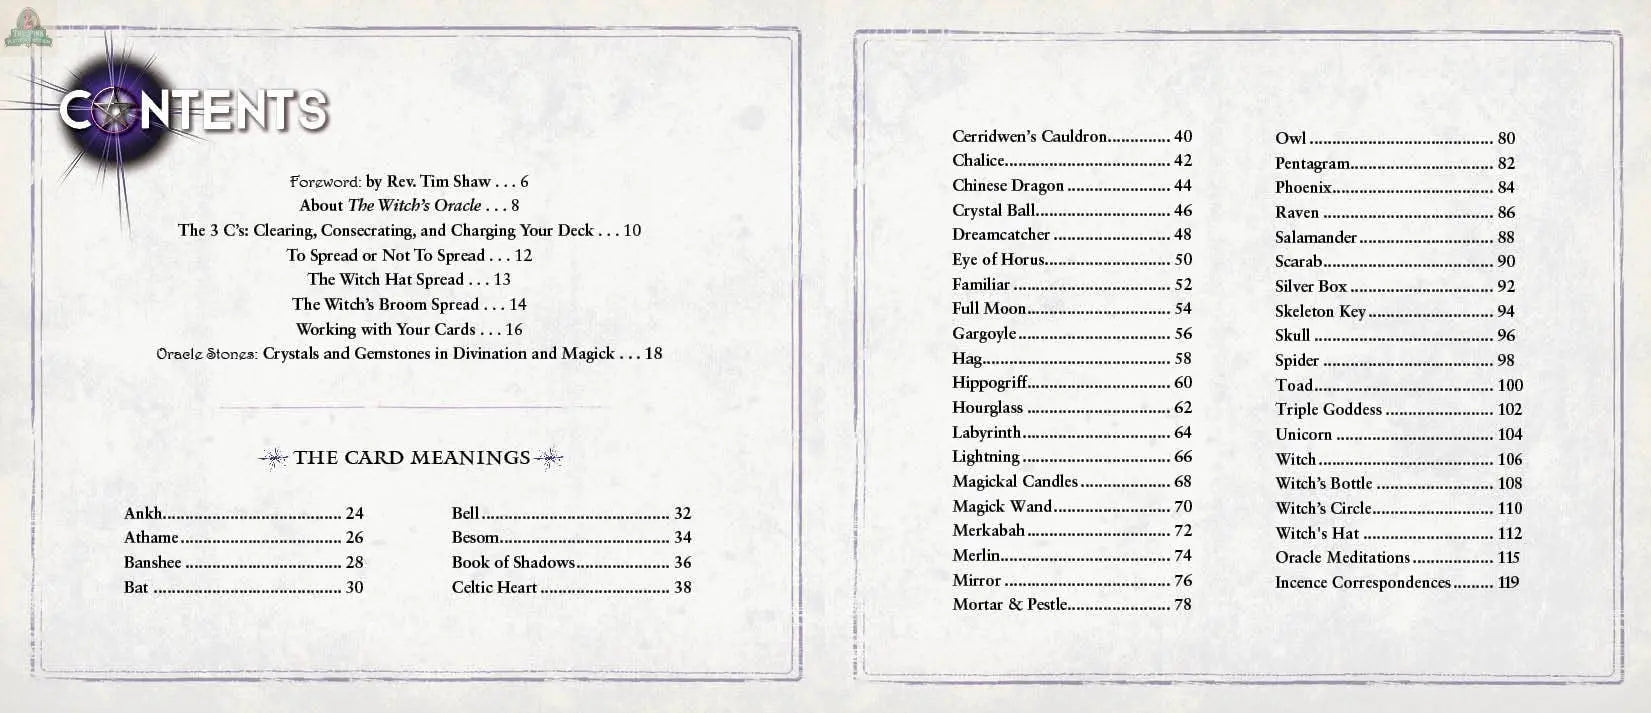 CONTENTS
Foreword: by Rev. Tim Shaw . . . 6
About The Witch's Oracle . . . 8
The 3 C's: Clearing, Consecrating, and Charging Your Deck . . . 10
To Spread or Not To Spread . . . 12
The Witch Hat Spread . . . 13
The Witch's Broom Spread . . . 14
Working with Your Cards . . . 16
Oracle Stones: Crystals and Gemstones in Divination and Magick . . . 18
THE CARD MEANINGS
Ankh........................................ 24
Athame.................................... 26
Banshee ................................... 28
Bat .......................................... 30
Bell .......................................... 32
Besom...................................... 34
Book of Shadows..................... 36
Celtic Heart ............................. 38
Cerridwen's Cauldron.............. 40
Chalice..................................... 42
Chinese Dragon ....................... 44
Crystal Ball.............................. 46
Dreamcatcher .......................... 48
Eye of Horus............................ 50
Familiar ................................... 52
Full Moon................................ 54
Gargoyle .................................. 56
Hag.......................................... 58
Hippogriff................................ 60
Hourglass ................................ 62
Labyrinth................................. 64
Lightning ................................. 66
Magickal Candles .................... 68
Magick Wand.......................... 70
Merkabah ................................ 72
Merlin...................................... 74
Mirror ..................................... 76
Mortar & Pestle....................... 78
Owl ......................................... 80
Pentagram................................ 82
Phoenix.................................... 84
Raven ...................................... 86
Salamander .............................. 88
Scarab...................................... 90
Silver Box ................................ 92
Skeleton Key............................ 94
Skull ........................................ 96
Spider ...................................... 98
Toad........................................ 100
Triple Goddess ........................ 102
Unicorn ................................... 104
Witch....................................... 106
Witch's Bottle .......................... 108
Witch's Circle........................... 110
Witch's Hat ............................. 112
Oracle Meditations .................. 115
Incence Correspondences......... 119